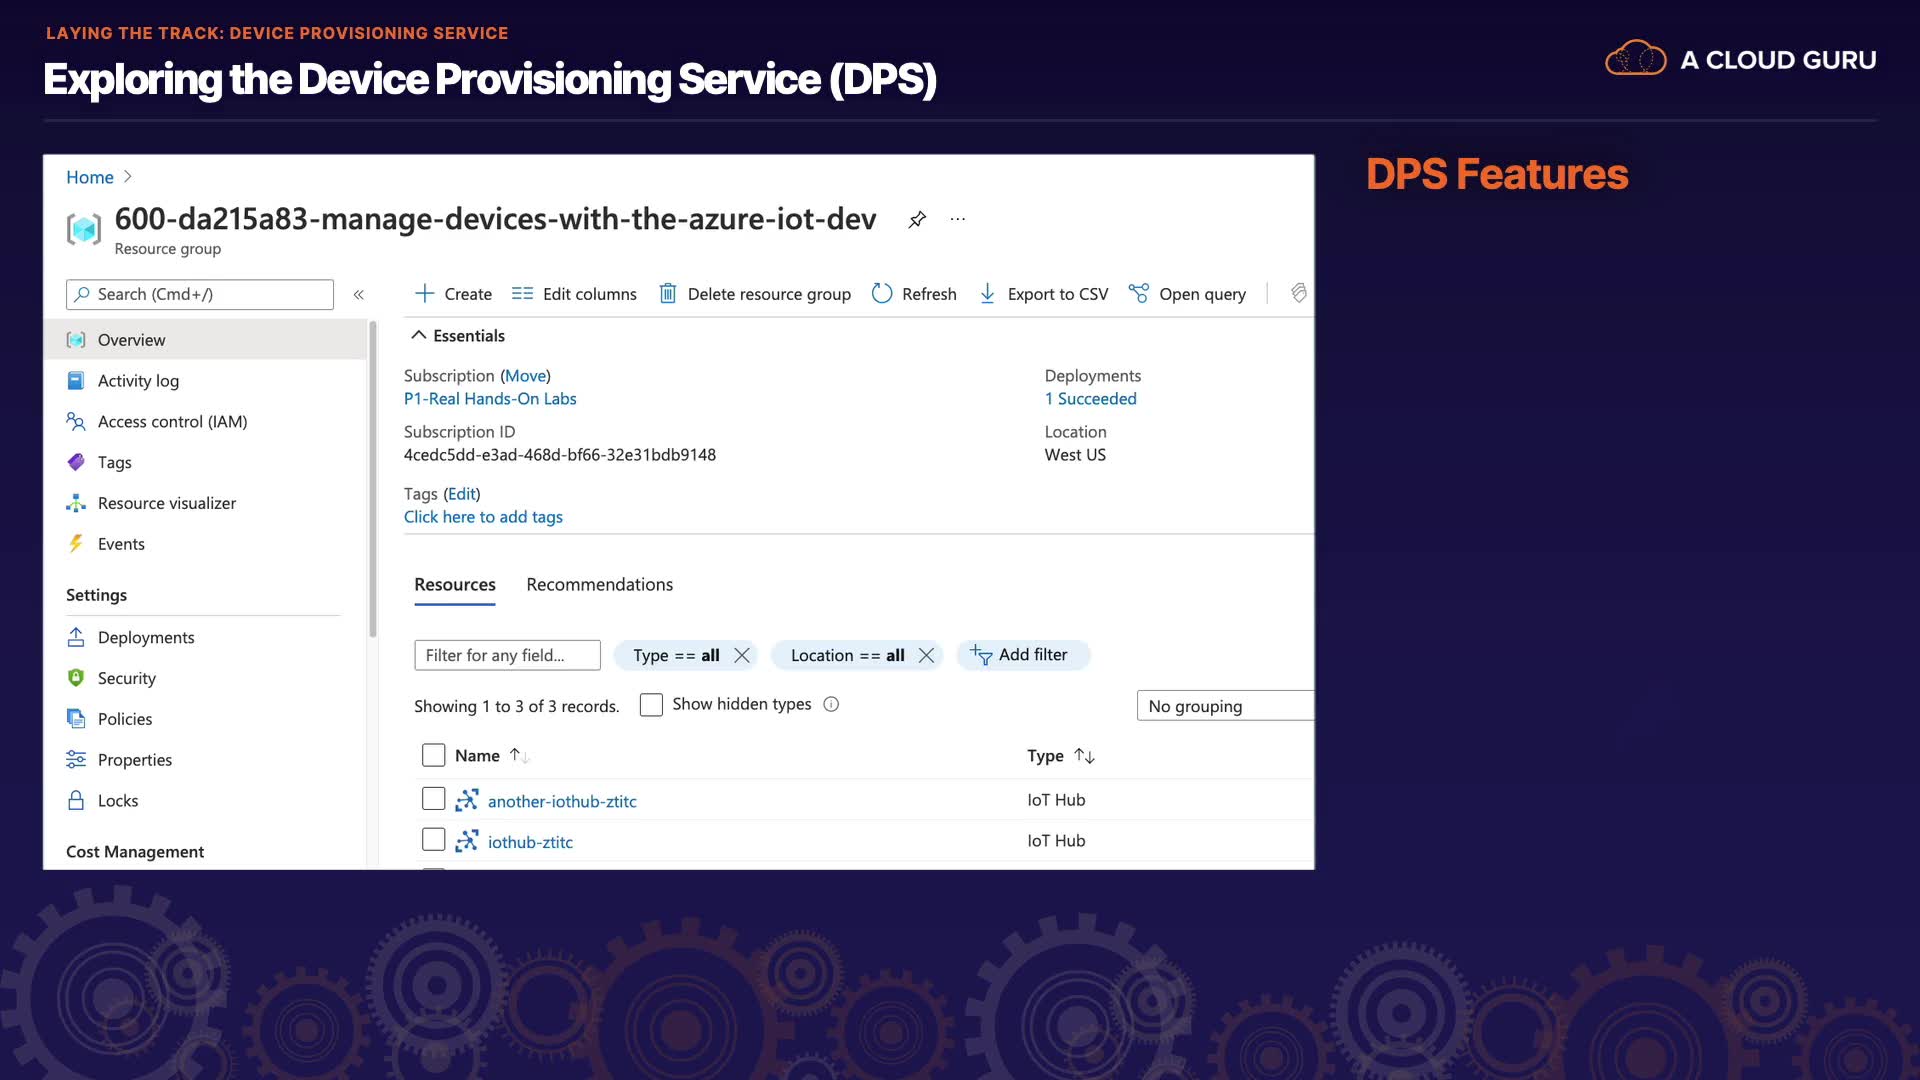 LAYING THE TRACK: DEVICE PROVISIONING SERVICE
Exploring the Device Provisioning Service (DPS)
A CLOUD GURU
DPS Features
Home
600-da215a83-manage-devices-with-the-azure-iot-dev
Resource group
Search (Cmd+/)
Create
Edit columns
Delete resource group
Refresh
Export to CSV
Open query
Overview
Activity log
Access control (IAM)
Tags
Resource visualizer
Events
Settings
Deployments
Security
Policies
Properties
Locks
Cost Management
Essentials
Subscription (Move)
P1-Real Hands-On Labs
Subscription ID
4cedc5dd-e3ad-468d-bf66-32e31bdb9148
Tags (Edit)
Click here to add tags
Deployments
1 Succeeded
Location
West US
Resources
Recommendations
Filter for any field...
Type == all
Location == all
Add filter
Showing 1 to 3 of 3 records.
Show hidden types
No grouping
Name
Type
another-iothub-ztitc
IoT Hub
iothub-ztitc
IoT Hub